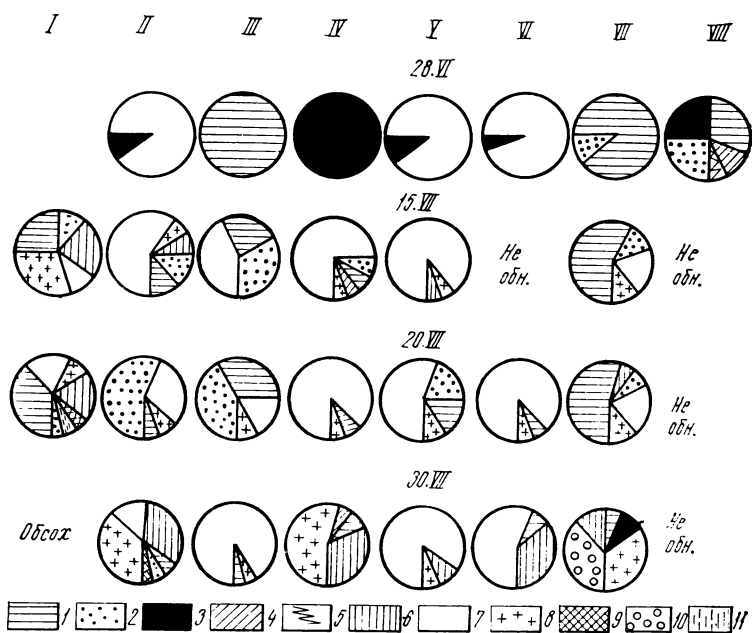 I II III IV V VI VII VIII
28.VI
15.VII
Не обн.
Не обн.
20.VII
Не обн.
30.VII
Обсох
Не обн.
1 2 3 4 5 6 7 8 9 10 11